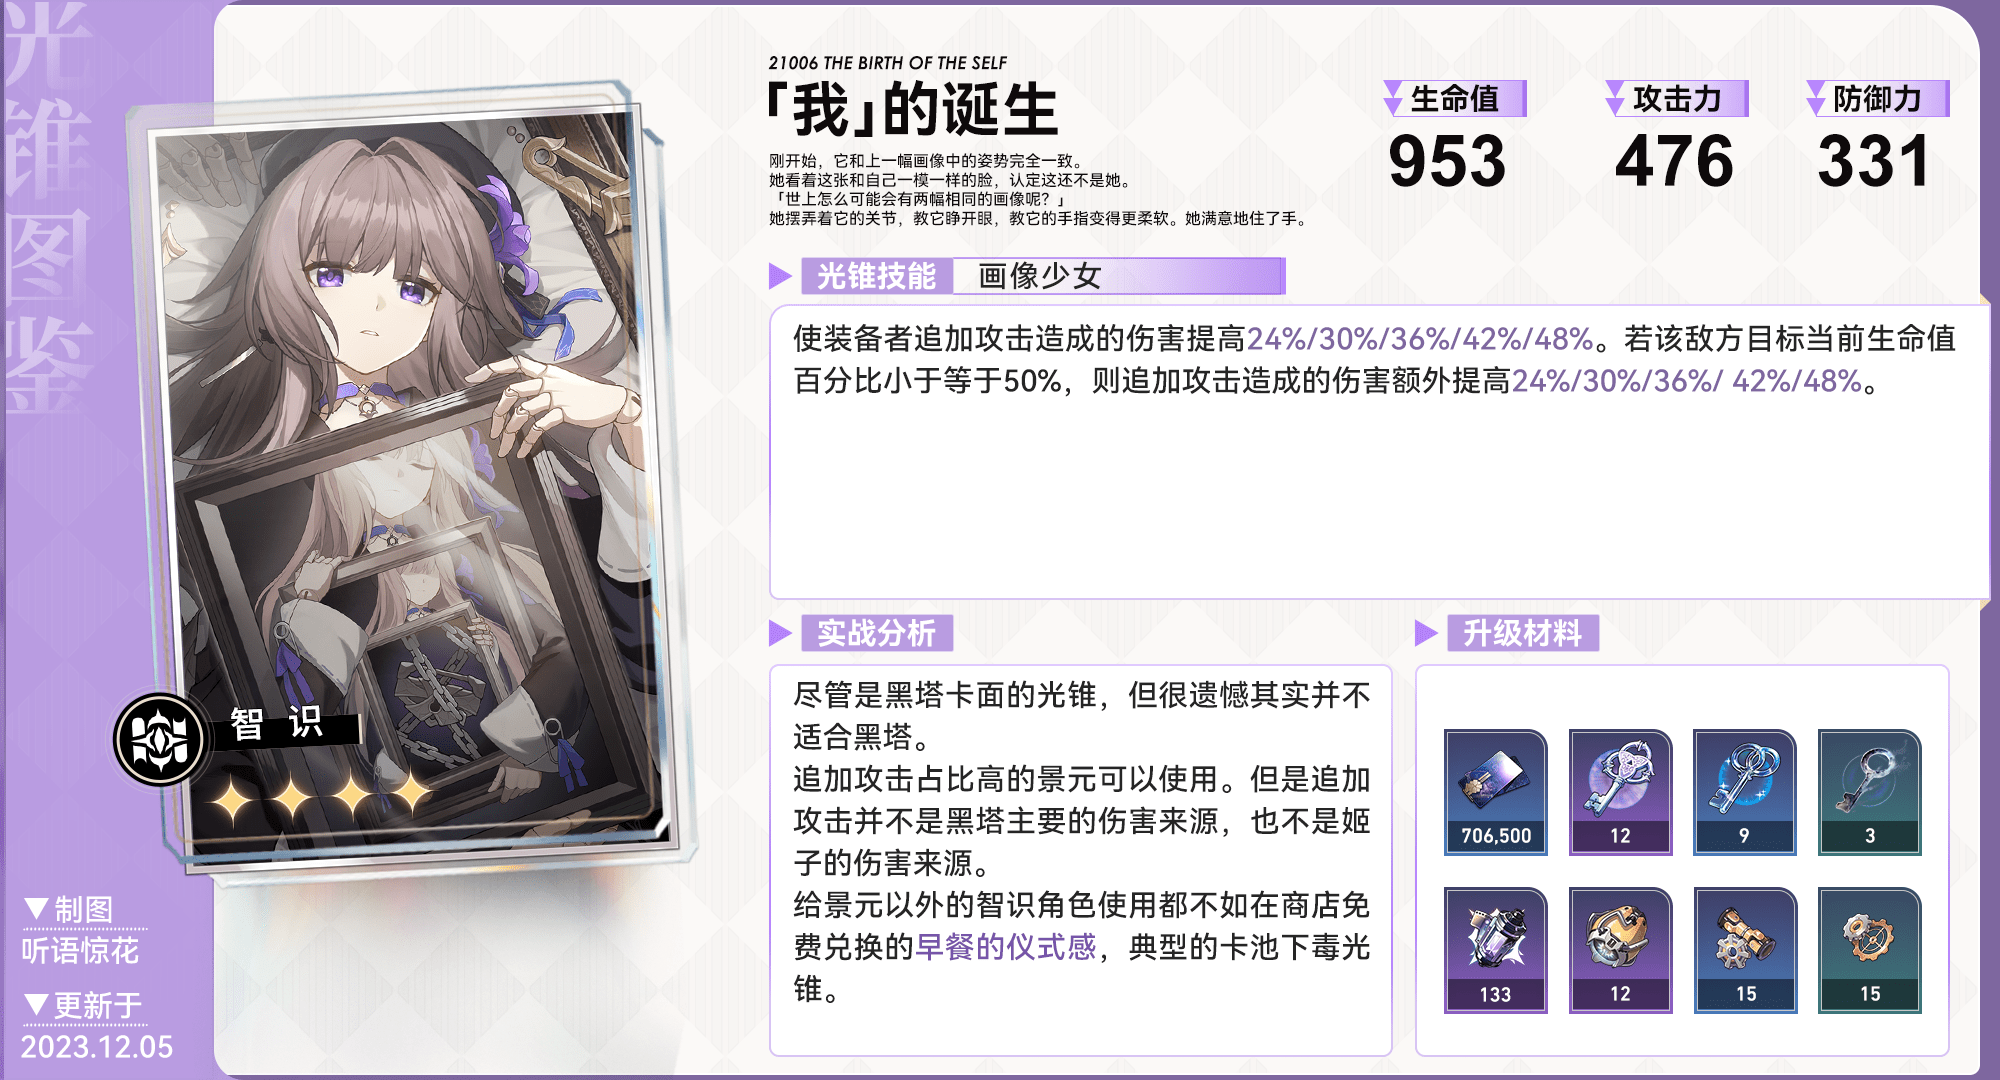 光锥图鉴
21006 THE BIRTH OF THE SELF
「我」的诞生
刚开始，它和上一幅画像中的姿势完全一致。
她看着这张和自己一模一样的脸，认定这还不是她。
「世上怎么可能会有两幅相同的画像呢？」
她摆弄着它的关节，教它睁开眼，教它的手指变得更柔软。她满意地住了手。
生命值
953
攻击力
476
防御力
331
光锥技能 画像少女
使装备者追加攻击造成的伤害提高24%/30%/36%/42%/48%。若该敌方目标当前生命值
百分比小于等于50%，则追加攻击造成的伤害额外提高24%/30%/36%/ 42%/48%。
智 识
实战分析
尽管是黑塔卡面的光锥，但很遗憾其实并不
适合黑塔。
追加攻击占比高的景元可以使用。但是追加
攻击并不是黑塔主要的伤害来源，也不是姬
子的伤害来源。
给景元以外的智识角色使用都不如在商店免
费兑换的早餐的仪式感，典型的卡池下毒光
锥。
升级材料
706,500
12
9
3
133
12
15
15
▼制图
听语惊花
▼更新于
2023.12.05